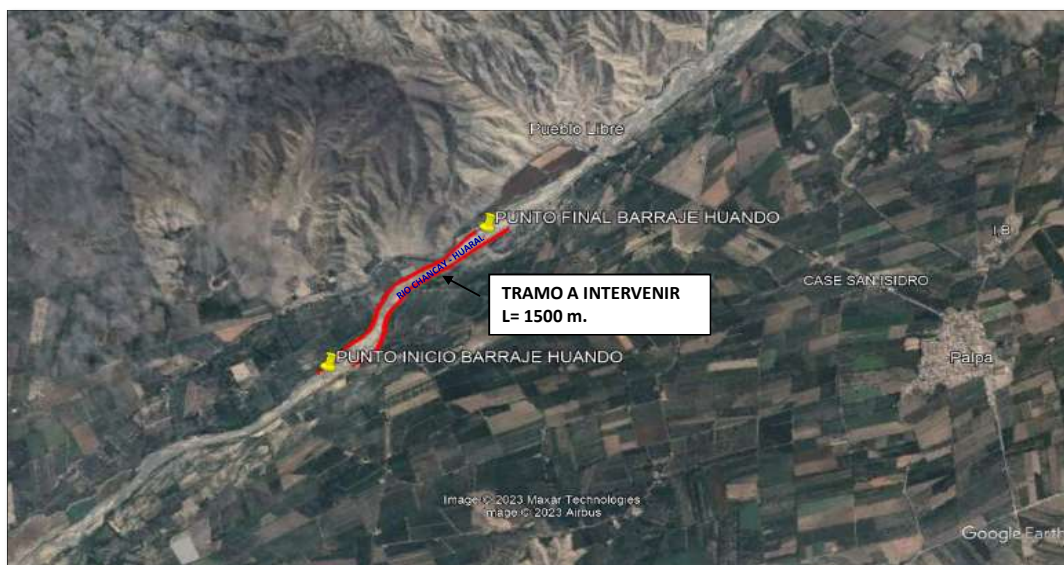 Pueblo Libre
PUNTO FINAL BARRAJE HUANDO
I B
RIO CHANCAY - HUARAL
CASE SAN ISIDRO
TRAMO A INTERVENIR
L= 1500 m.
Palpa
PUNTO INICIO BARRAJE HUANDO
Image © 2023 Maxar Technologies
mage © 2023 Airbus
Google Earth